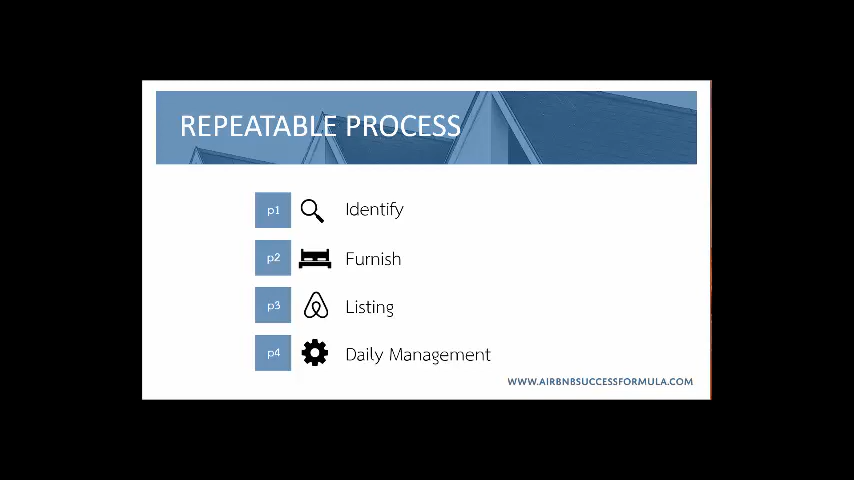 REPEATABLE PROCESS
p1 Identify
p2 Furnish
p3 Listing
p4 Daily Management
WWW.AIRBNBSUCCESSFORMULA.COM